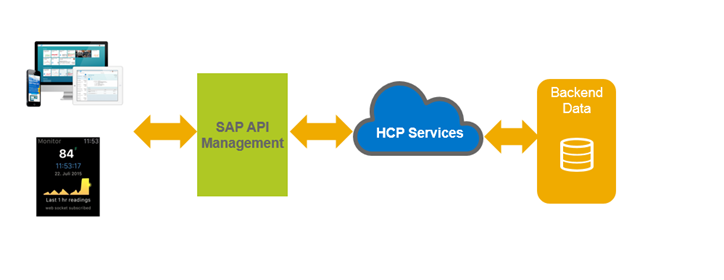 Monitor 11:53
84°
11:53:17
22. Juli 2015
Last 1 hr readings
web socket subscribed
SAP API
Management
HCP Services
Backend
Data